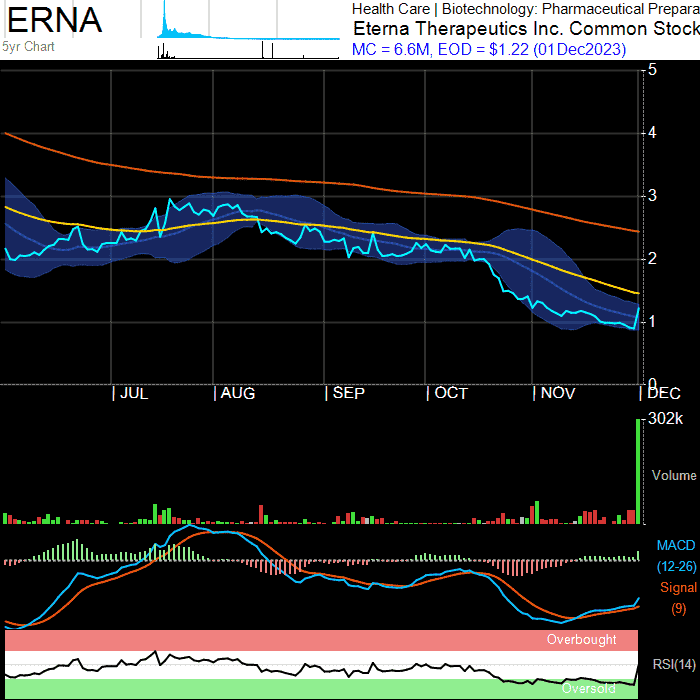 ERNA
5yr Chart
Health Care | Biotechnology: Pharmaceutical Prepara
Eterna Therapeutics Inc. Common Stock
MC = 6.6M, EOD = $1.22 (01Dec2023)
5
4
3
2
1
0
JUL
AUG
SEP
OCT
NOV
DEC
302k
Volume
MACD
(12-26)
Signal
(9)
Overbought
RSI(14)
Oversold